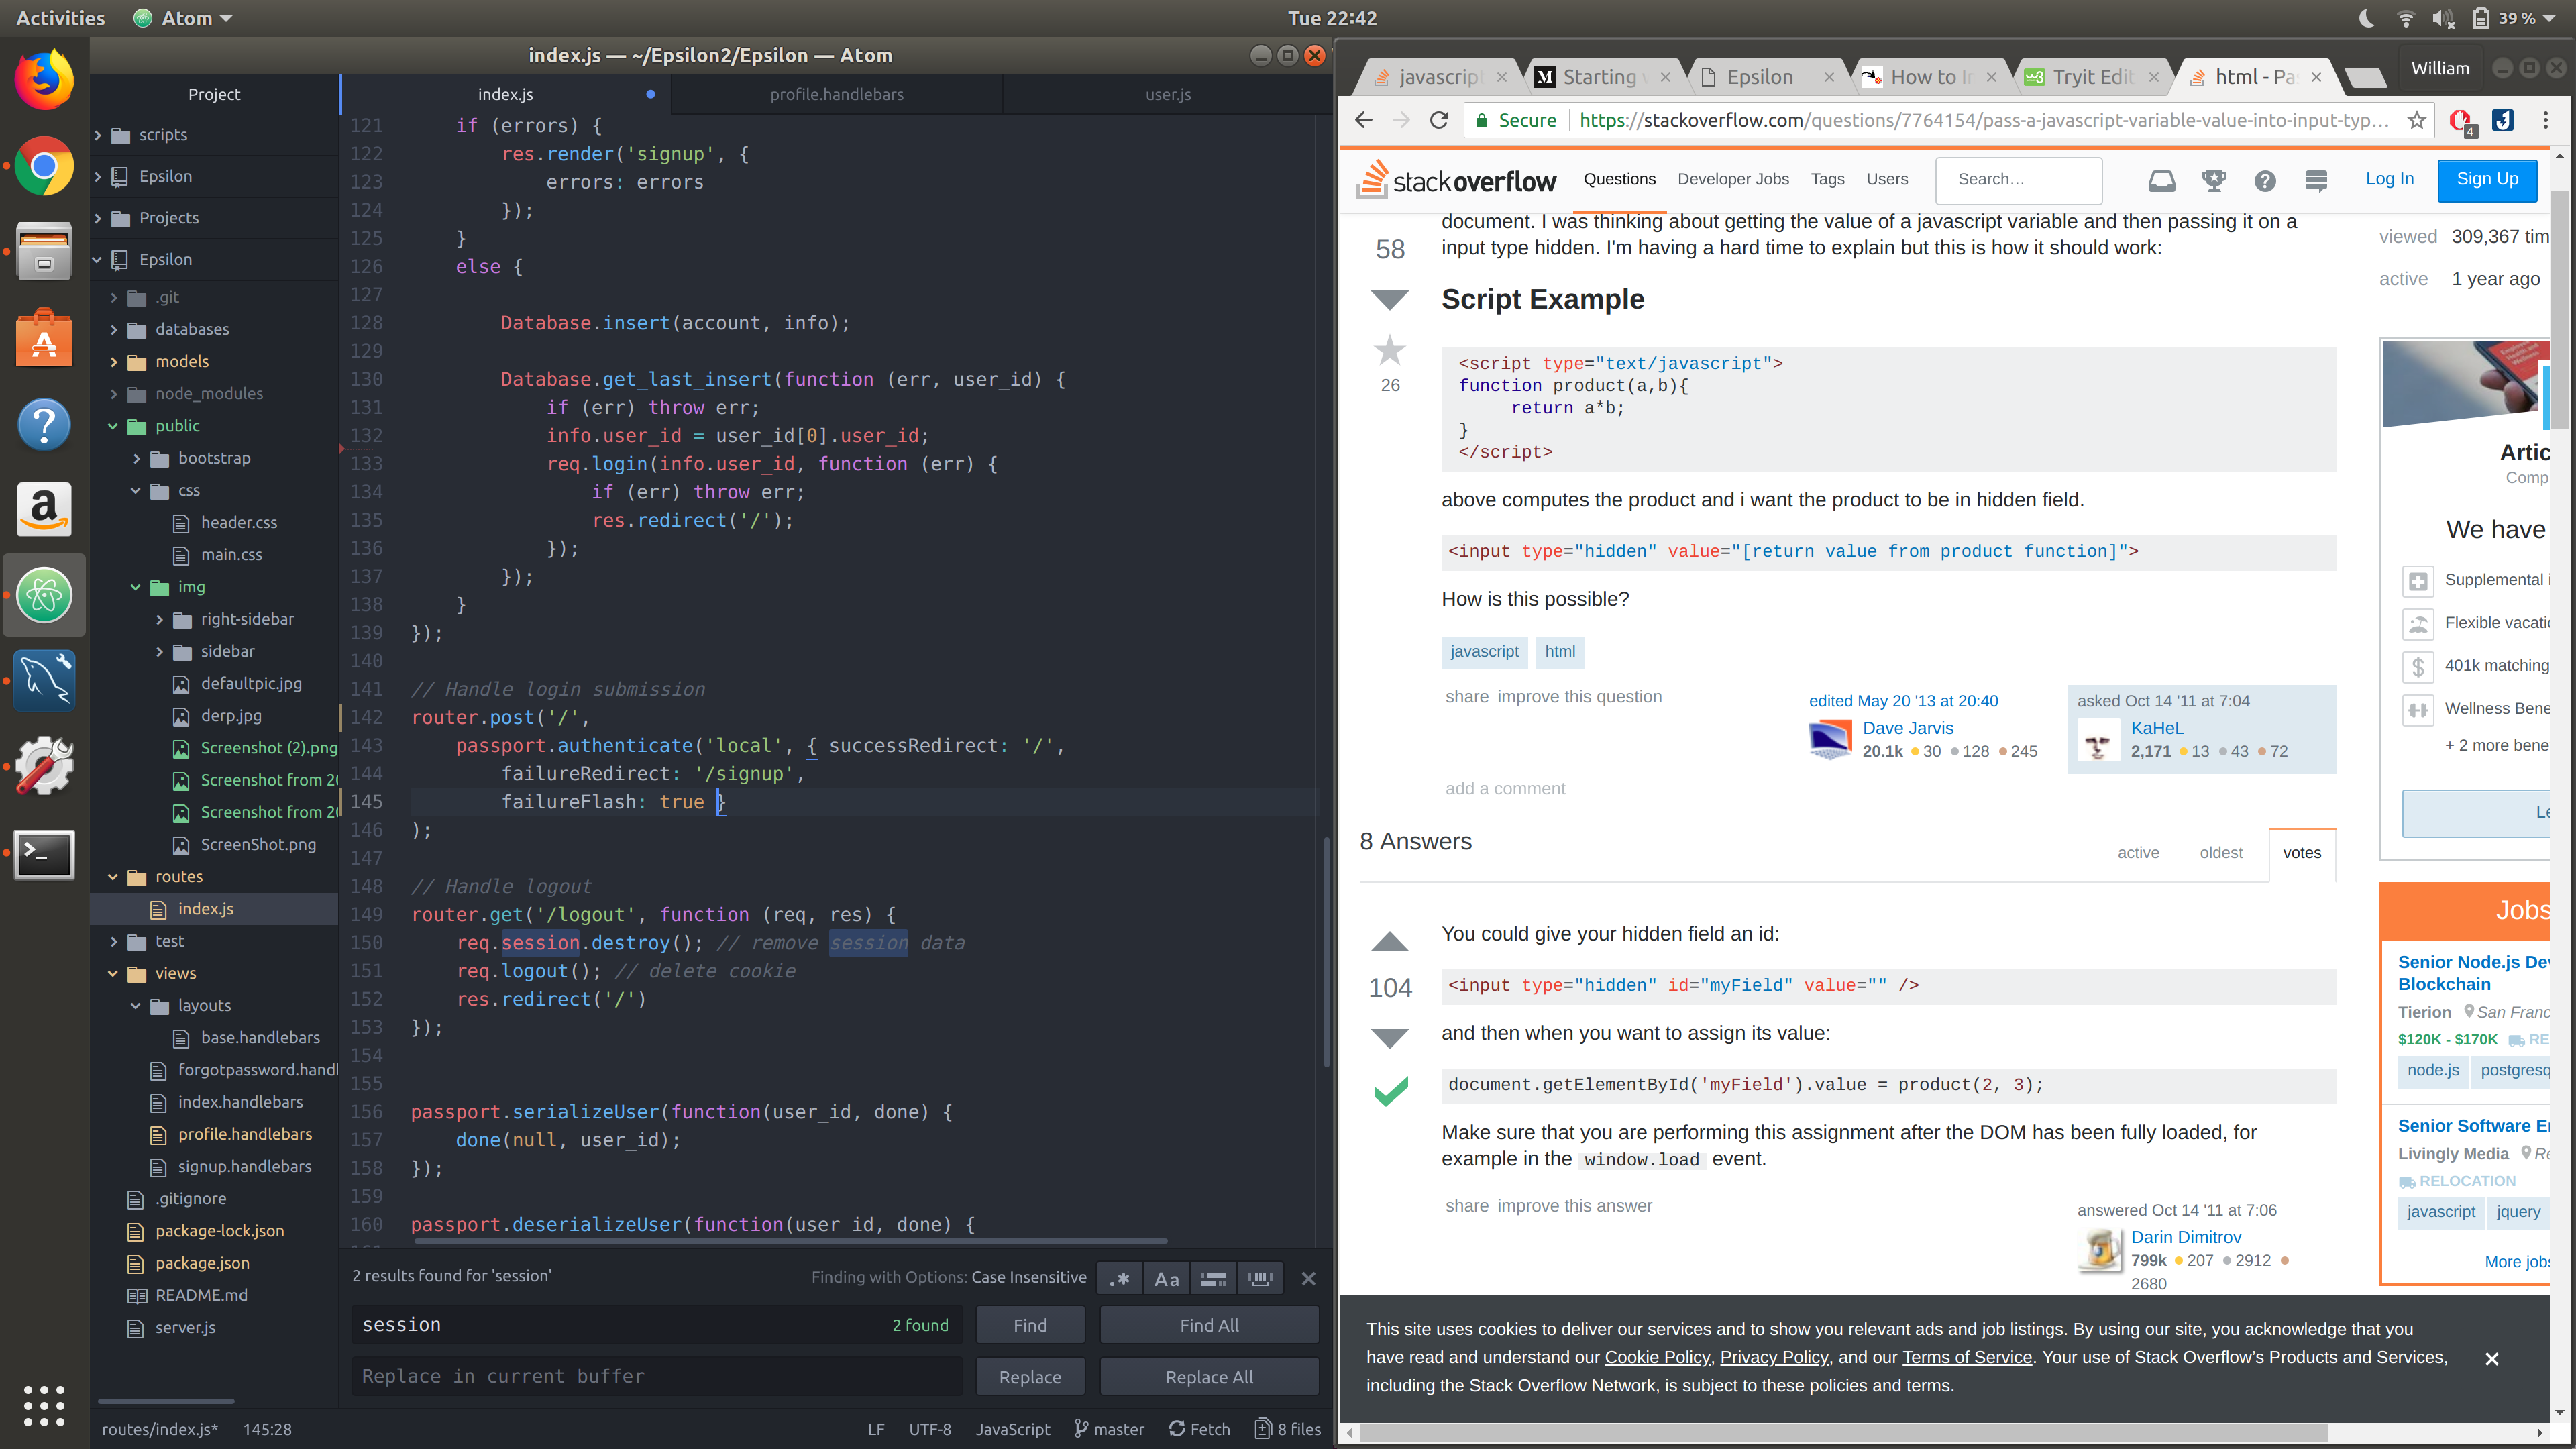 Activities
Atom
Tue 22:42
39 %
index.js — ~/Epsilon2/Epsilon — Atom
Project
scripts
Epsilon
Projects
Epsilon
.git
databases
models
node_modules
public
bootstrap
css
header.css
main.css
img
right-sidebar
sidebar
defaultpic.jpg
derp.jpg
Screenshot (2).png
Screenshot from 20
Screenshot from 20
ScreenShot.png
routes
index.js
test
views
layouts
base.handlebars
forgotpassword.handl
index.handlebars
profile.handlebars
signup.handlebars
.gitignore
package-lock.json
package.json
README.md
server.js
index.js
profile.handlebars
user.js
121 if (errors) {
122 res.render('signup', {
123 errors: errors
124 });
125 }
126 else {
127
128 Database.insert(account, info);
129
130 Database.get_last_insert(function (err, user_id) {
131 if (err) throw err;
132 info.user_id = user_id[0].user_id;
133 req.login(info.user_id, function (err) {
134 if (err) throw err;
135 res.redirect('/');
136 });
137 });
138 }
139 });
140
141 // Handle login submission
142 router.post('/',
143 passport.authenticate('local', { successRedirect: '/',
144 failureRedirect: '/signup',
145 failureFlash: true }
146 );
147
148 // Handle logout
149 router.get('/logout', function (req, res) {
150 req.session.destroy(); // remove session data
151 req.logout(); // delete cookie
152 res.redirect('/')
153 });
154
155
156 passport.serializeUser(function(user_id, done) {
157 done(null, user_id);
158 });
159
160 passport.deserializeUser(function(user_id, done) {
2 results found for 'session'
Finding with Options: Case Insensitive
.*
Aa
session
2 found
Find
Find All
Replace in current buffer
Replace
Replace All
routes/index.js*
145:28
LF
UTF-8
JavaScript
master
Fetch
8 files
javascript
Starting
Epsilon
How to I
Tryit Edit
html - Pa
William
Secure
https://stackoverflow.com/questions/7764154/pass-a-javascript-variable-value-into-input-typ...
4
stackoverflow
Questions
Developer Jobs
Tags
Users
Search...
Log In
Sign Up
document. I was thinking about getting the value of a javascript variable and then passing it on a
input type hidden. I'm having a hard time to explain but this is how it should work:
58
26
Script Example
<script type="text/javascript">
function product(a,b){
return a*b;
}
</script>
above computes the product and i want the product to be in hidden field.
<input type="hidden" value="[return value from product function]">
How is this possible?
javascript
html
share improve this question
edited May 20 '13 at 20:40
Dave Jarvis
20.1k 30 128 245
asked Oct 14 '11 at 7:04
KaHeL
2,171 13 43 72
add a comment
8 Answers
active
oldest
votes
You could give your hidden field an id:
104
<input type="hidden" id="myField" value="" />
and then when you want to assign its value:
document.getElementById('myField').value = product(2, 3);
Make sure that you are performing this assignment after the DOM has been fully loaded, for
example in the window.load event.
share improve this answer
answered Oct 14 '11 at 7:06
Darin Dimitrov
799k 207 2912
2680
viewed 309,367 tim
active 1 year ago
Artic
Comp
We have
Supplemental i
Flexible vacati
401k matching
Wellness Bene
+ 2 more bene
Le
Jobs
Senior Node.js De
Blockchain
Tierion San Franc
$120K - $170K RE
node.js
postgresq
Senior Software E
Livingly Media Re
RELOCATION
javascript
jquery
More jobs
This site uses cookies to deliver our services and to show you relevant ads and job listings. By using our site, you acknowledge that you
have read and understand our Cookie Policy, Privacy Policy, and our Terms of Service. Your use of Stack Overflow's Products and Services,
including the Stack Overflow Network, is subject to these policies and terms.